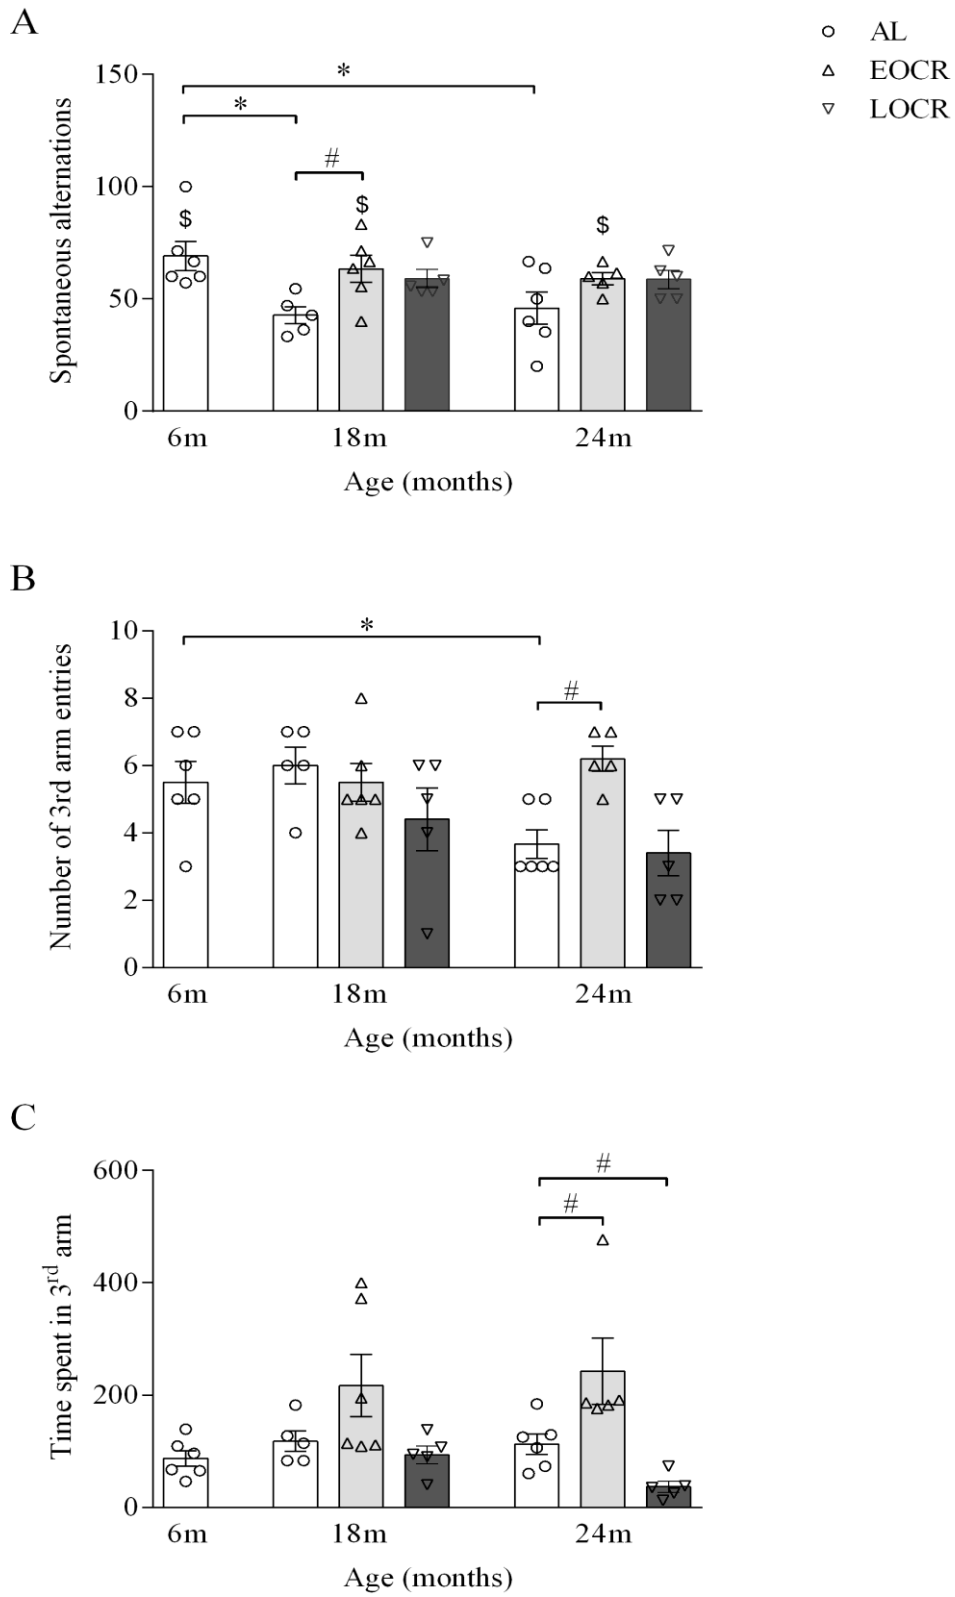 A
AL
EOCR
LOCR
Spontaneous alternations
150
100
50
0
*
*
#
$
$
$
6m 18m 24m
Age (months)
B
Number of 3rd arm entries
10
8
6
4
2
0
*
#
6m 18m 24m
Age (months)
C
Time spent in 3rd arm
600
400
200
0
#
#
6m 18m 24m
Age (months)